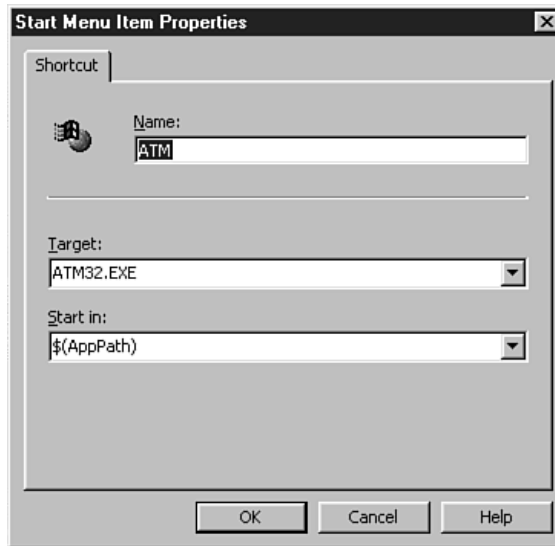 Start Menu Item Properties
Shortcut
Name:
ATM
Target:
ATM32.EXE
Start in:
$(AppPath)
OK Cancel Help